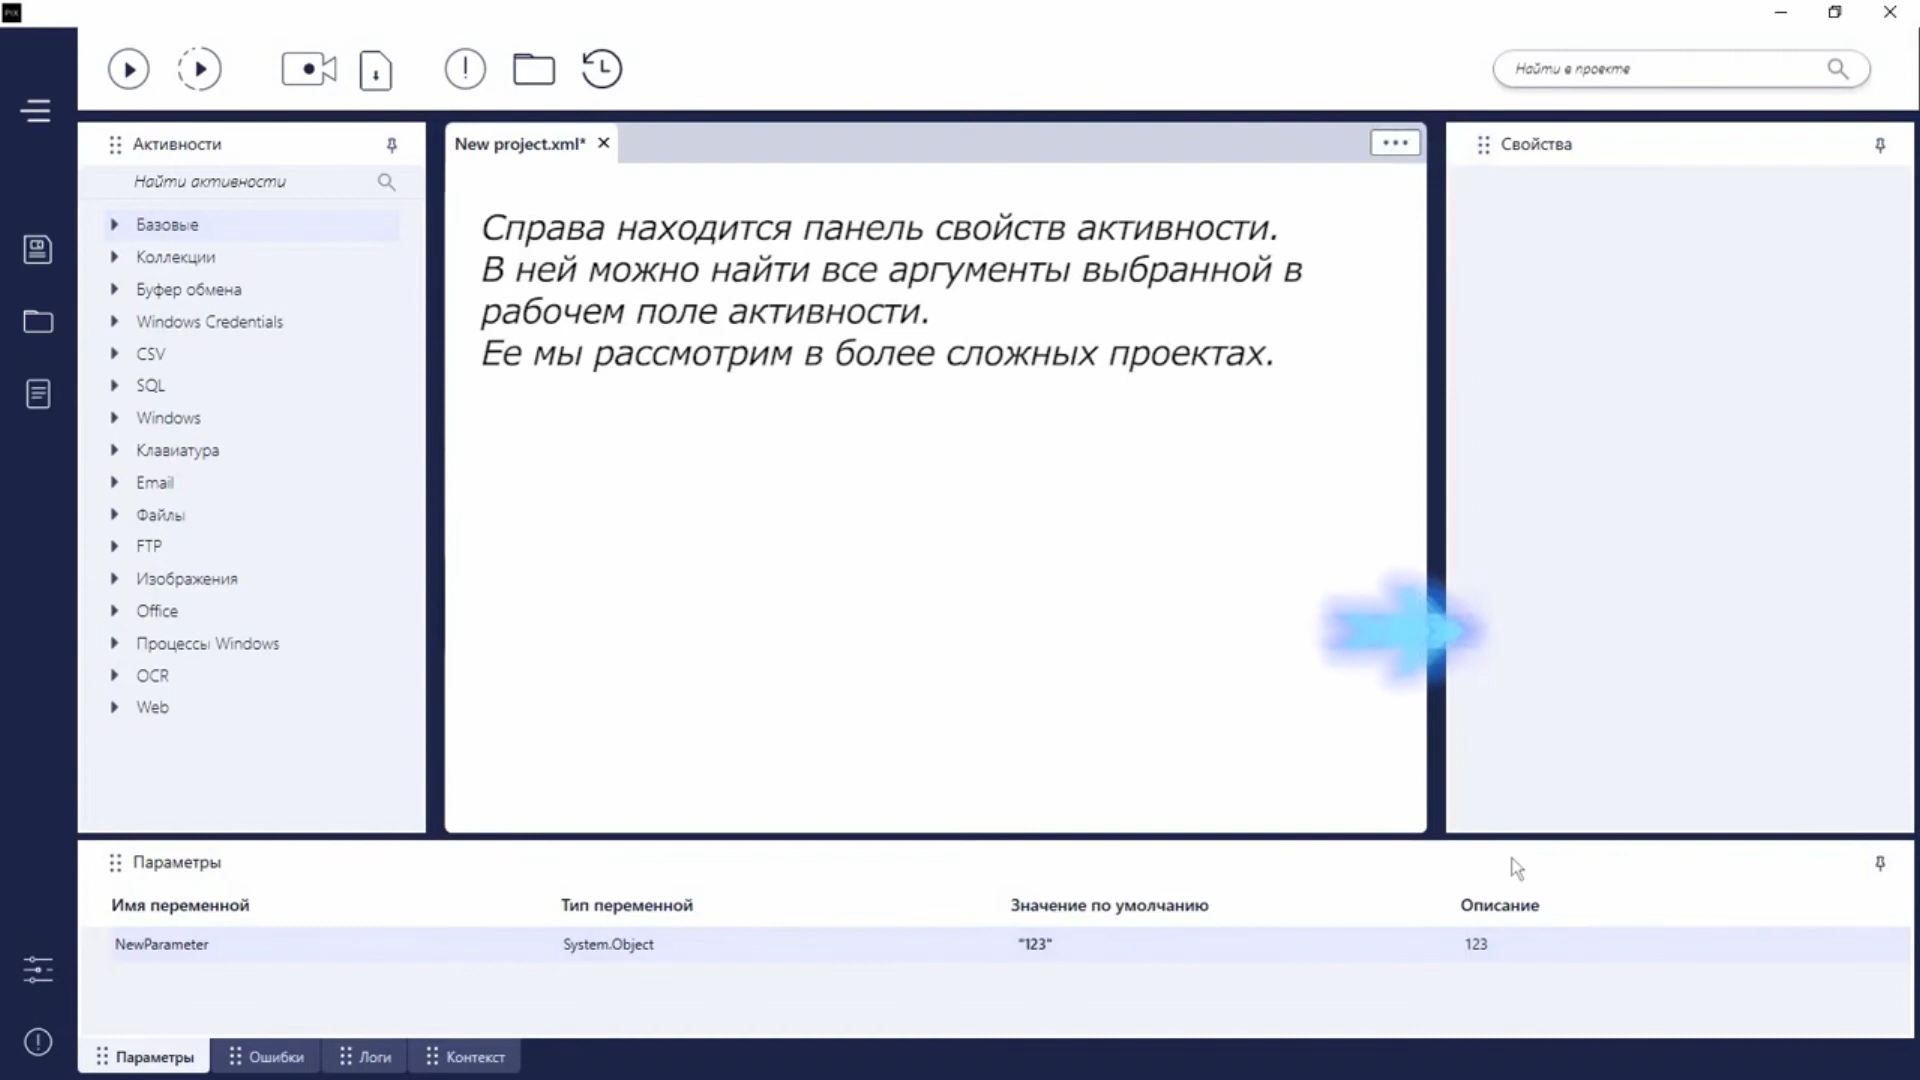 PIX
Найти в проекте
Активности
Найти активности
Базовые
Коллекции
Буфер обмена
Windows Credentials
CSV
SQL
Windows
Клавиатура
Email
Файлы
FTP
Изображения
Office
Процессы Windows
OCR
Web
New project.xml*
Справа находится панель свойств активности.
В ней можно найти все аргументы выбранной в
рабочем поле активности.
Ее мы рассмотрим в более сложных проектах.
Свойства
Параметры
Имя переменной Тип переменной Значение по умолчанию Описание
NewParameter System.Object "123" 123
Параметры Ошибки Логи Контекст